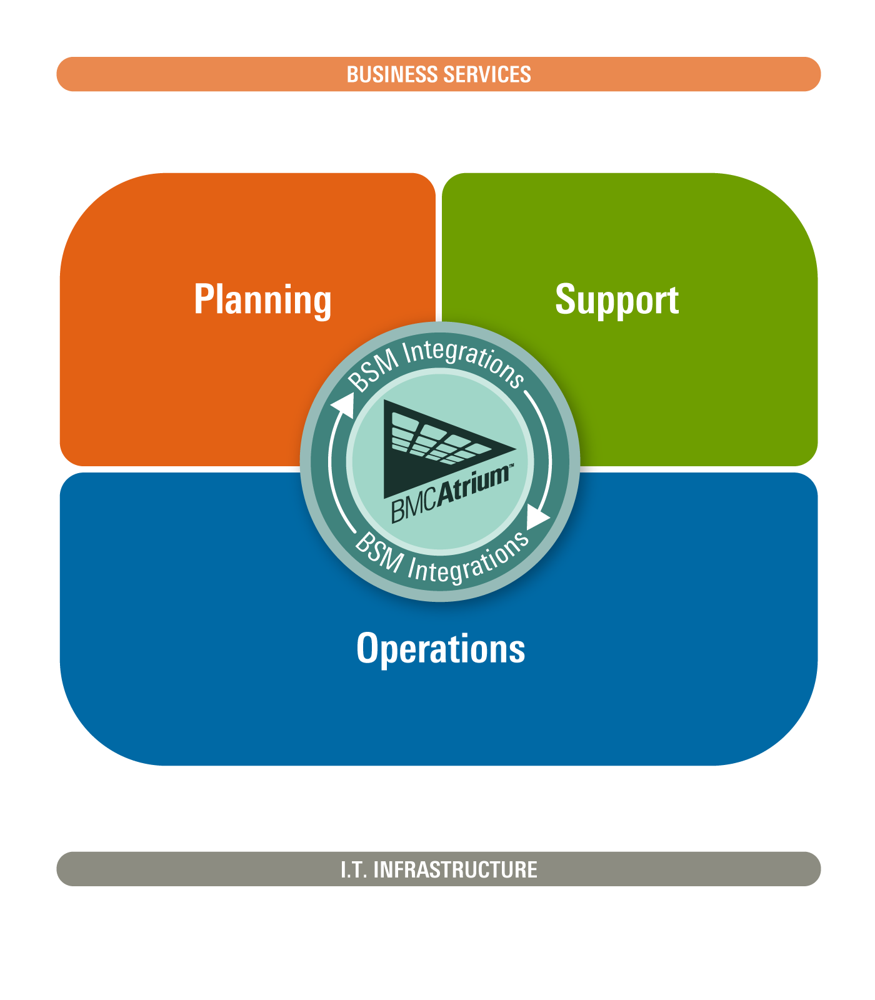 BUSINESS SERVICES
Planning
Support
BSM Integrations
BMCAtrium™
BSM Integrations
Operations
I.T. INFRASTRUCTURE